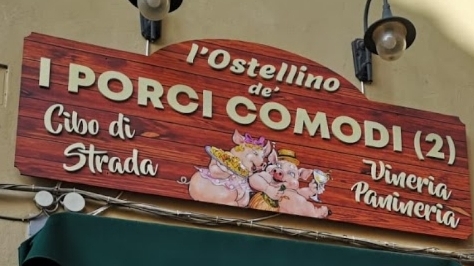 l'Ostellino
de'
I PORCI COMODI (2)
Cibo di
Strada
Vineria
Panineria